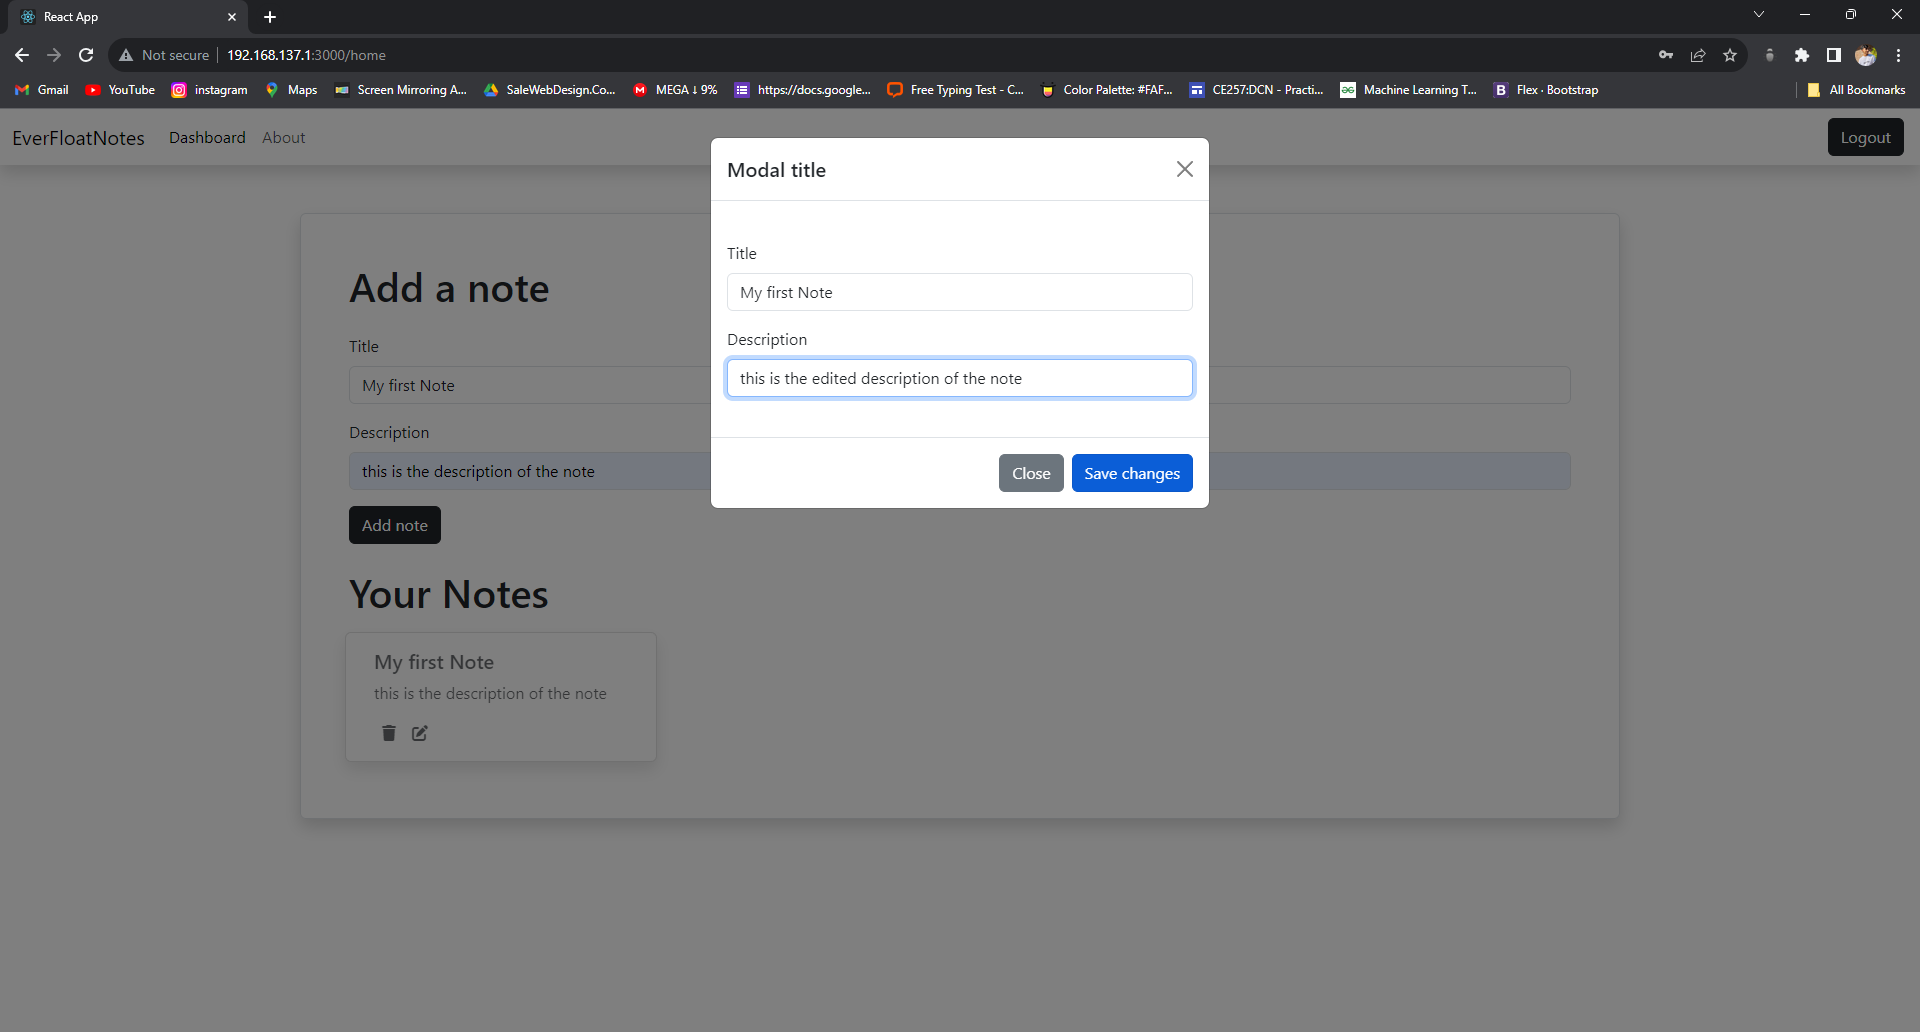 React App
Not secure 192.168.137.1:3000/home
Gmail YouTube instagram Maps Screen Mirroring A... SaleWebDesign.Co... MEGA ↓ 9% https://docs.google... Free Typing Test - C... Color Palette: #FAF... CE257:DCN - Practi... Machine Learning T... Flex · Bootstrap All Bookmarks
EverFloatNotes Dashboard About Logout
Modal title
Title
My first Note
Description
this is the edited description of the note
Close Save changes
Add a note
Title
My first Note
Description
this is the description of the note
Add note
Your Notes
My first Note
this is the description of the note